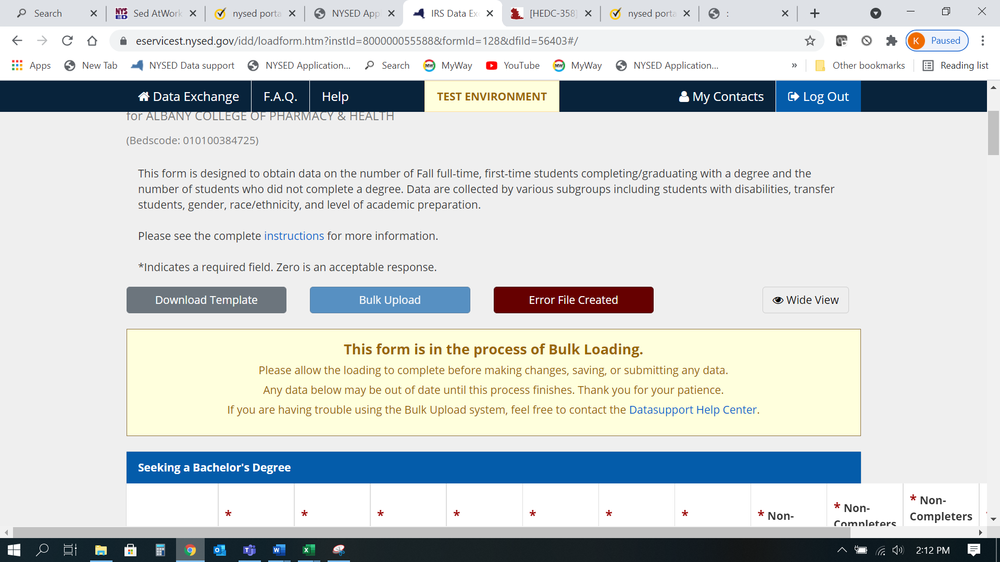 Search
Sed AtWork
nysed porta
NYSED App
IRS Data Ex
[HEDC-358]
nysed porta
:
eservicest.nysed.gov/idd/loadform.htm?instId=800000055588&formId=128&dfiId=56403#/
K Paused
Apps
New Tab
NYSED Data support
NYSED Application...
Search
MyWay
YouTube
MyWay
NYSED Application...
»
Other bookmarks
Reading list
Data Exchange
F.A.Q.
Help
TEST ENVIRONMENT
My Contacts
Log Out
for ALBANY COLLEGE OF PHARMACY & HEALTH
(Bedscode: 010100384725)
This form is designed to obtain data on the number of Fall full-time, first-time students completing/graduating with a degree and the
number of students who did not complete a degree. Data are collected by various subgroups including students with disabilities, transfer
students, gender, race/ethnicity, and level of academic preparation.
Please see the complete instructions for more information.
*Indicates a required field. Zero is an acceptable response.
Download Template
Bulk Upload
Error File Created
Wide View
This form is in the process of Bulk Loading.
Please allow the loading to complete before making changes, saving, or submitting any data.
Any data below may be out of date until this process finishes. Thank you for your patience.
If you are having trouble using the Bulk Upload system, feel free to contact the Datasupport Help Center.
Seeking a Bachelor's Degree
*
*
*
*
*
*
*
* Non-
* Non-
Completers
* Non-
Completers
2:12 PM